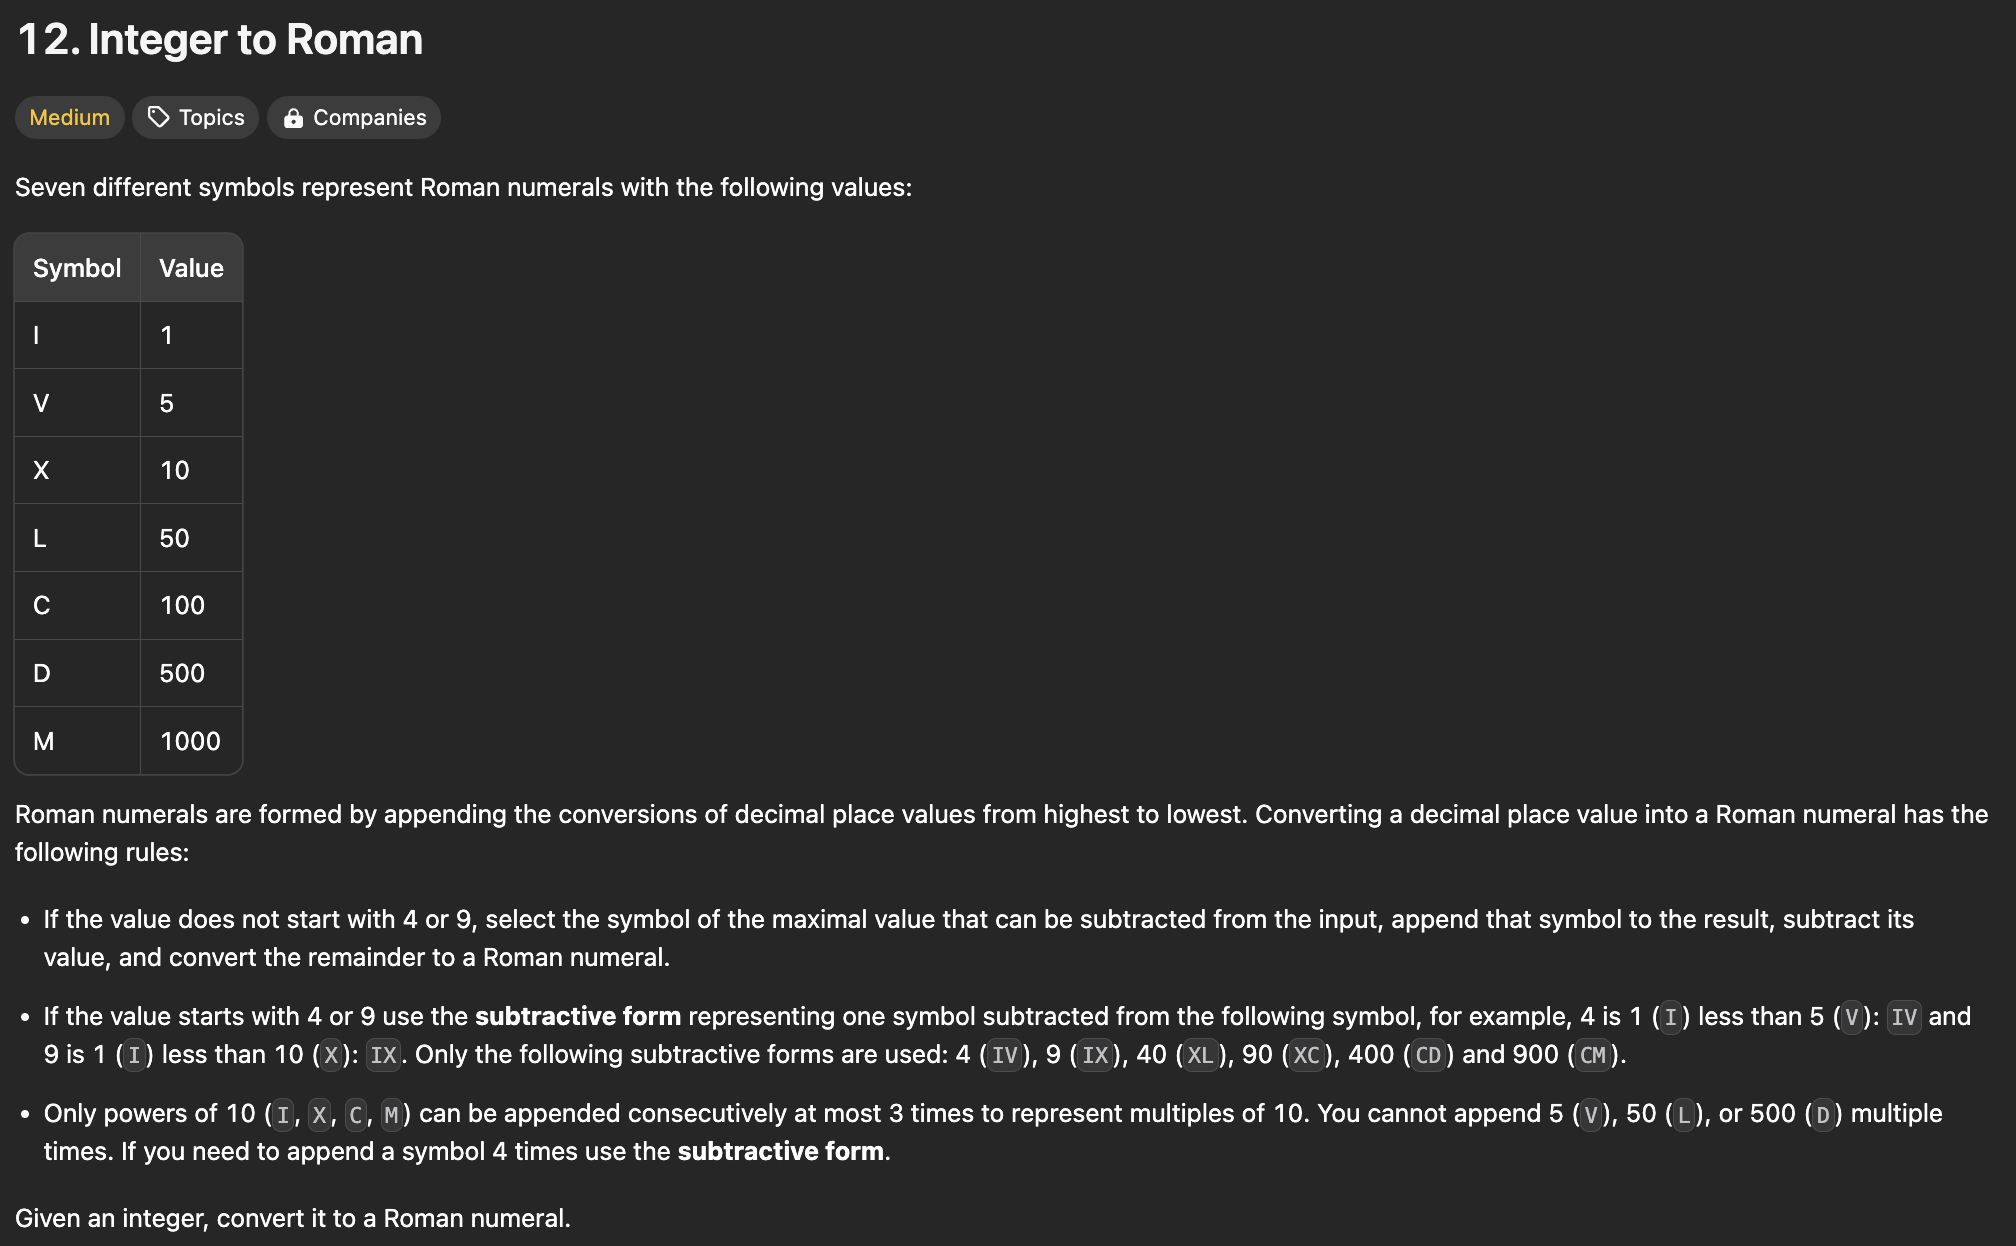 12. Integer to Roman
Medium Topics Companies
Seven different symbols represent Roman numerals with the following values:
Symbol Value
I 1
V 5
X 10
L 50
C 100
D 500
M 1000
Roman numerals are formed by appending the conversions of decimal place values from highest to lowest. Converting a decimal place value into a Roman numeral has the
following rules:
• If the value does not start with 4 or 9, select the symbol of the maximal value that can be subtracted from the input, append that symbol to the result, subtract its
value, and convert the remainder to a Roman numeral.
• If the value starts with 4 or 9 use the subtractive form representing one symbol subtracted from the following symbol, for example, 4 is 1 (I) less than 5 (V): IV and
9 is 1 (I) less than 10 (X): IX. Only the following subtractive forms are used: 4 (IV), 9 (IX), 40 (XL), 90 (XC), 400 (CD) and 900 (CM).
• Only powers of 10 (I, X, C, M) can be appended consecutively at most 3 times to represent multiples of 10. You cannot append 5 (V), 50 (L), or 500 (D) multiple
times. If you need to append a symbol 4 times use the subtractive form.
Given an integer, convert it to a Roman numeral.